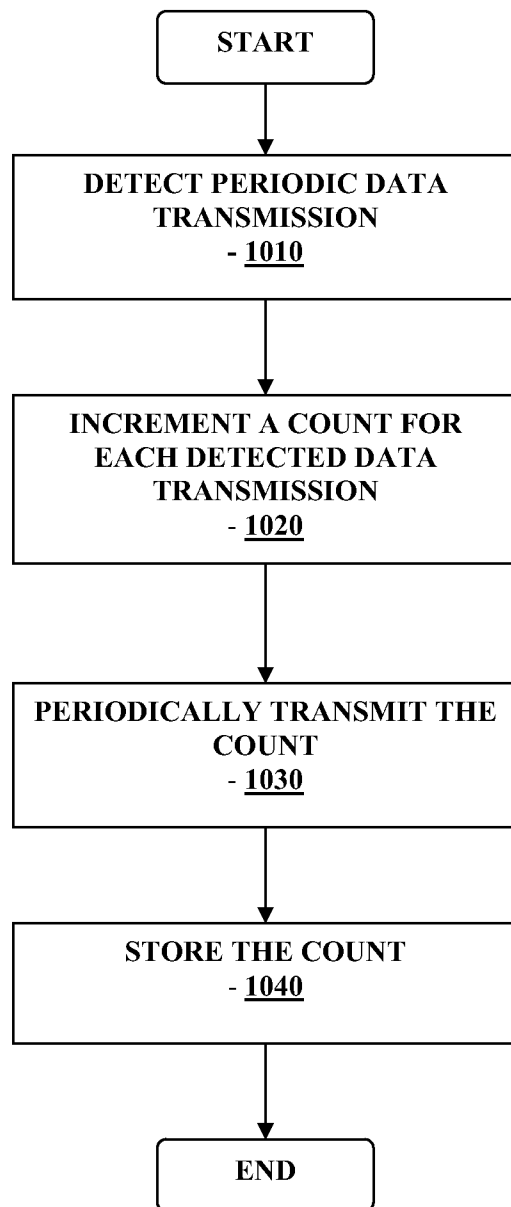 START
DETECT PERIODIC DATA
TRANSMISSION
- 1010
INCREMENT A COUNT FOR
EACH DETECTED DATA
TRANSMISSION
- 1020
PERIODICALLY TRANSMIT THE
COUNT
- 1030
STORE THE COUNT
- 1040
END